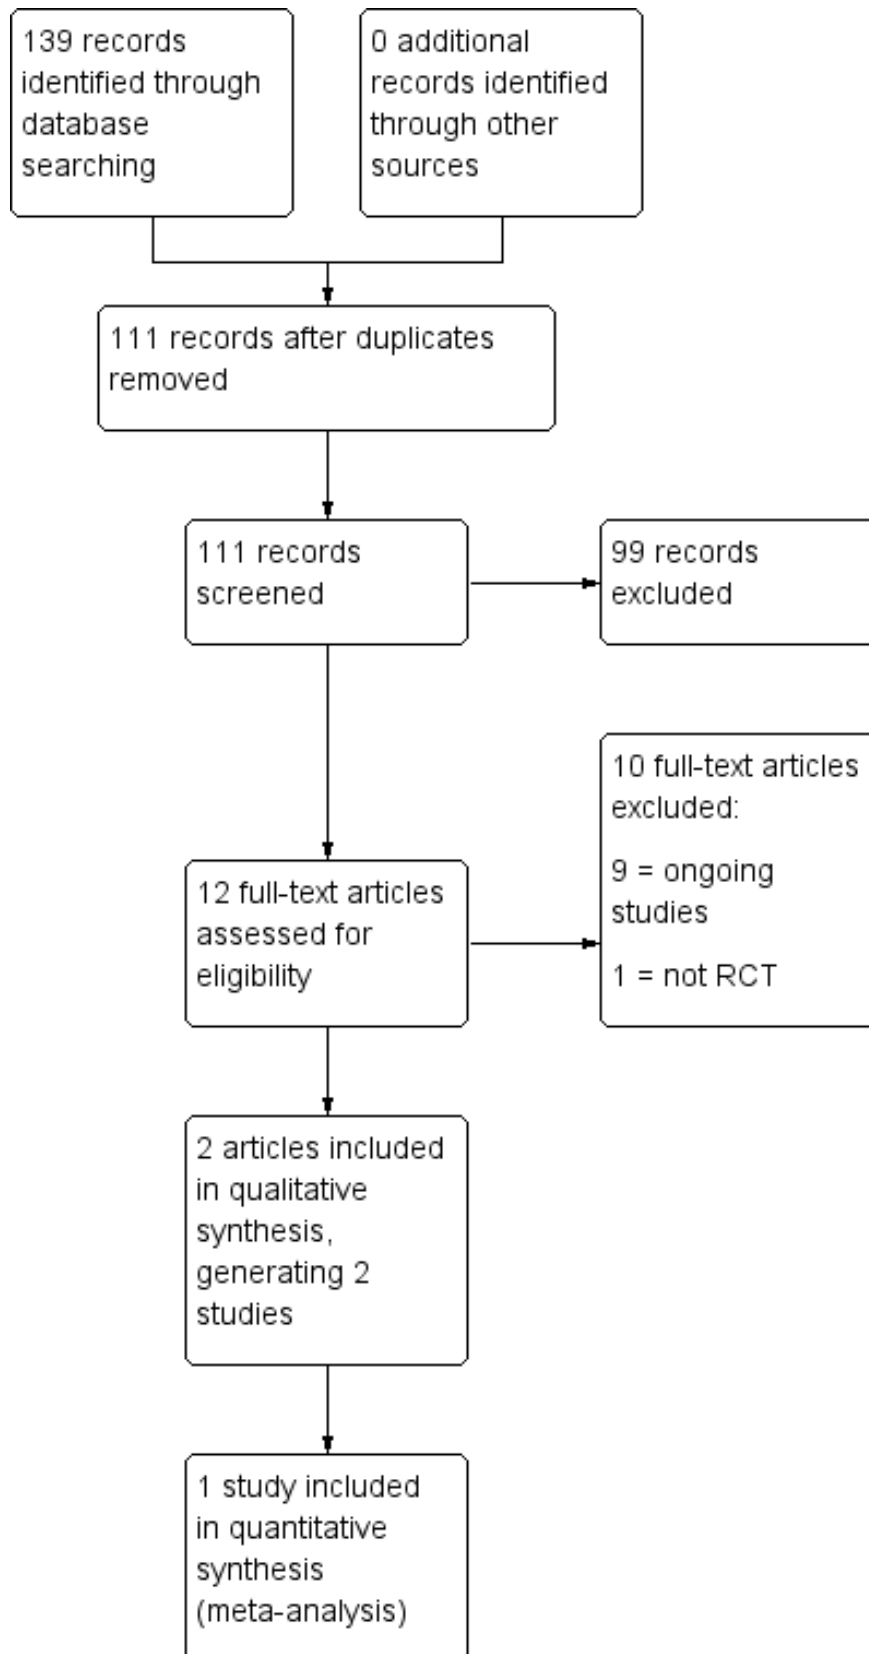 139 records
identified through
database
searching
0 additional
records identified
through other
sources
111 records after duplicates
removed
111 records
screened
99 records
excluded
10 full-text articles
excluded:
9 = ongoing
studies
1 = not RCT
12 full-text articles
assessed for
eligibility
2 articles included
in qualitative
synthesis,
generating 2
studies
1 study included
in quantitative
synthesis
(meta-analysis)